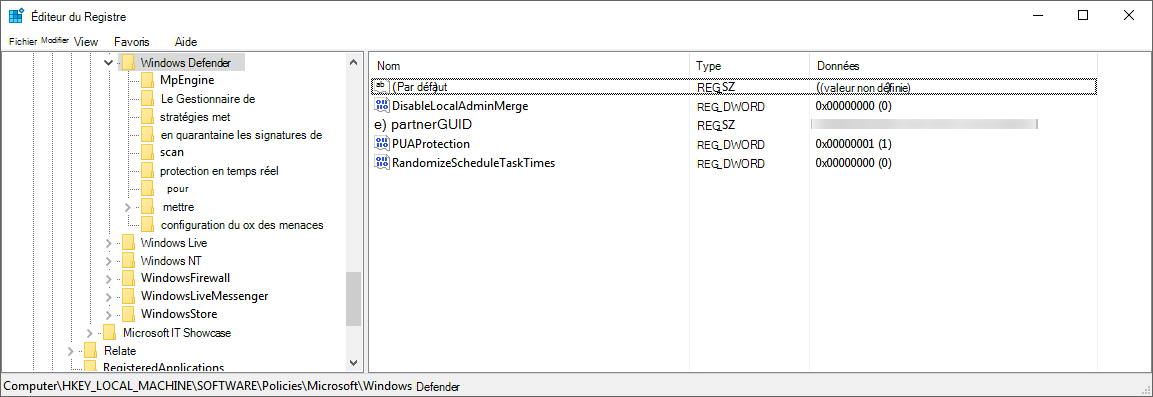 Éditeur du Registre
Fichier Modifier View Favoris Aide
Windows Defender
MpEngine
Le Gestionnaire de
stratégies met
en quarantaine les signatures de
scan
protection en temps réel
pour
mettre
configuration du ox des menaces
Windows Live
Windows NT
WindowsFirewall
WindowsLiveMessenger
WindowsStore
Microsoft IT Showcase
Relate
RegisteredApplications
Nom Type Données
(Par défaut) REG_SZ ((valeur non définie)
DisableLocalAdminMerge REG_DWORD 0x00000000 (0)
e) partnerGUID REG_SZ
PUAProtection REG_DWORD 0x00000001 (1)
RandomizeScheduleTaskTimes REG_DWORD 0x00000000 (0)
Computer\HKEY_LOCAL_MACHINE\SOFTWARE\Policies\Microsoft\Windows Defender